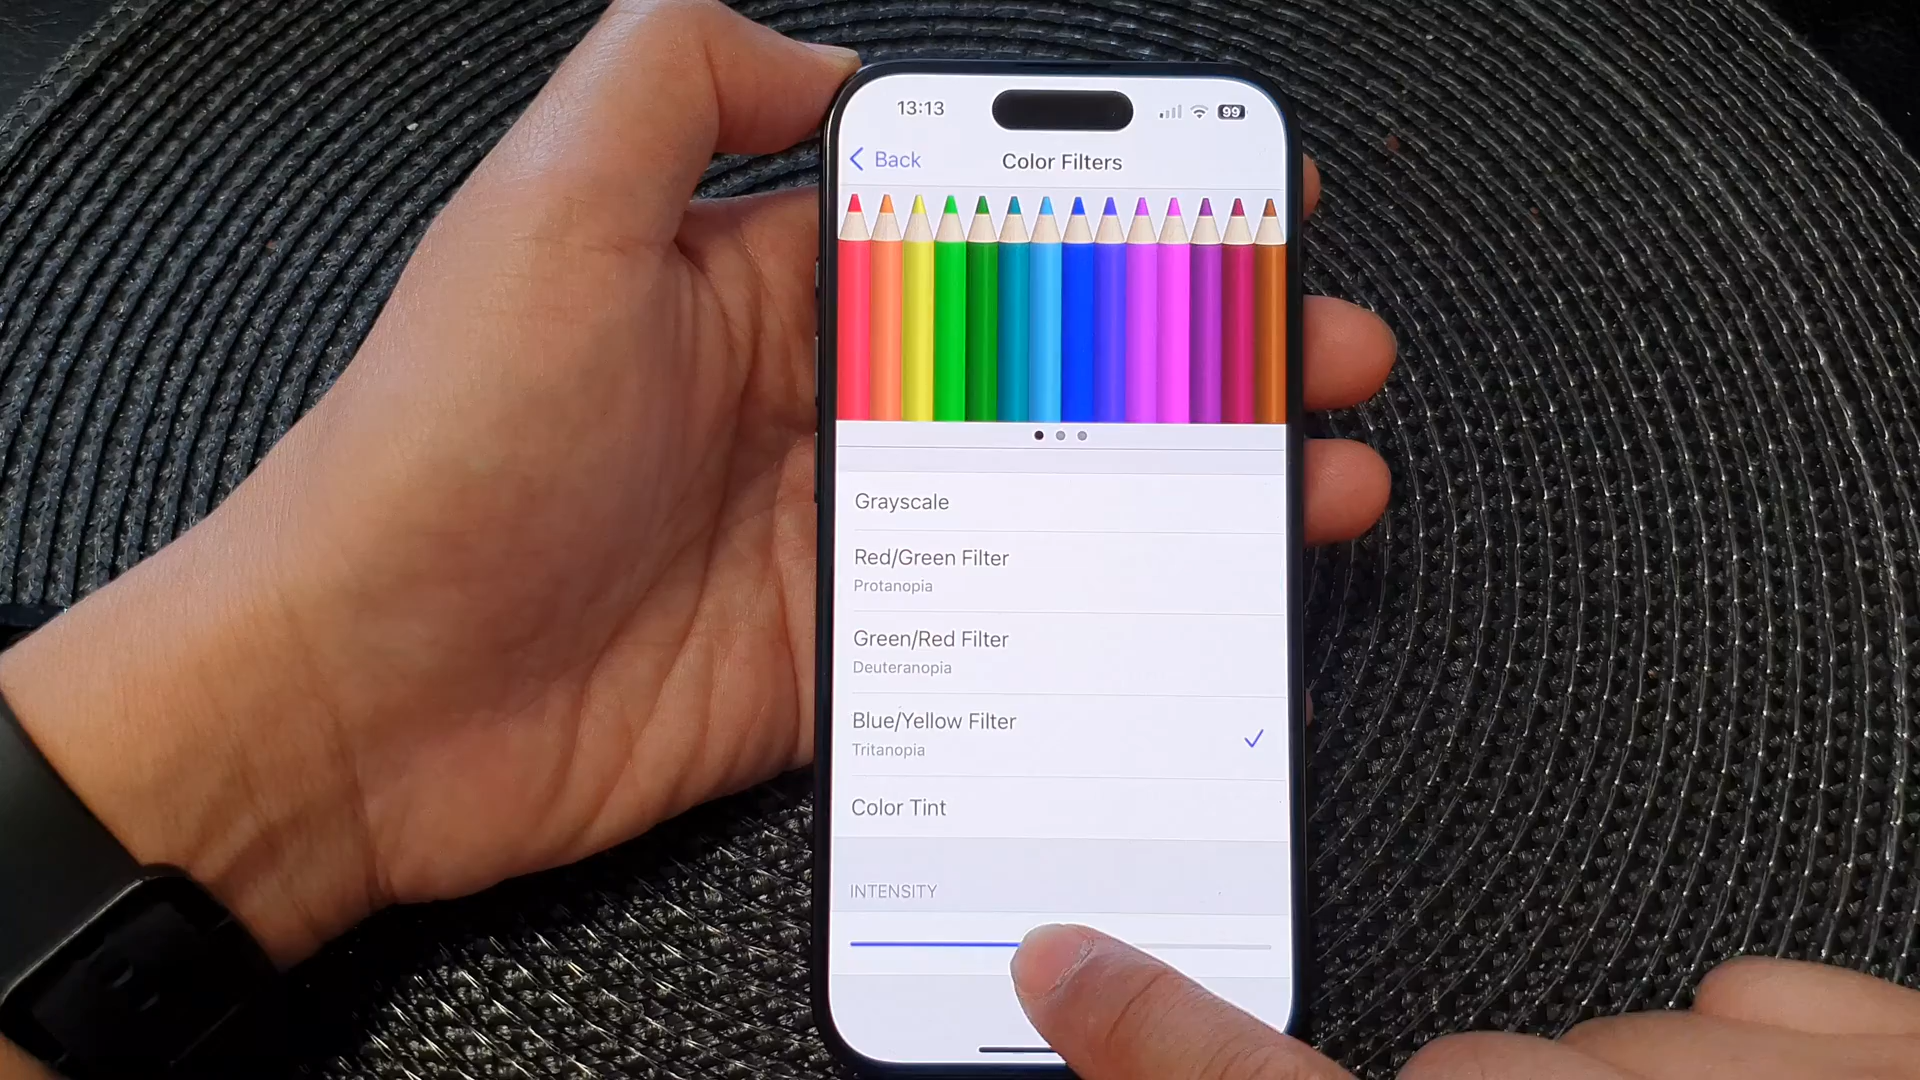 13:13
99
Back
Color Filters
Grayscale
Red/Green Filter
Protanopia
Green/Red Filter
Deuteranopia
Blue/Yellow Filter
Tritanopia
Color Tint
INTENSITY